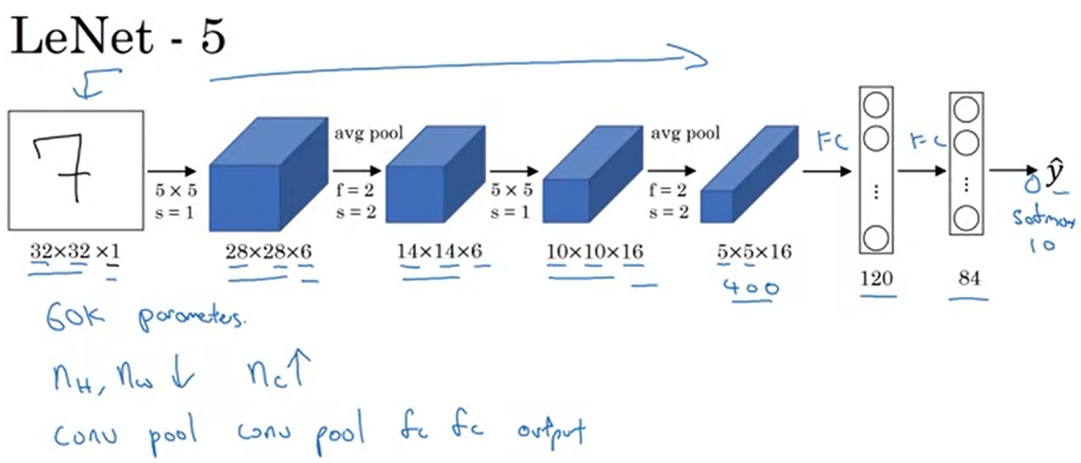 LeNet - 5
7
avg pool
avg pool
FC
FC
5 × 5
s = 1
f = 2
s = 2
5 × 5
s = 1
f = 2
s = 2
ŷ
Softmax
10
32×32 ×1
28×28×6
14×14×6
10×10×16
5×5×16
400
120
84
60K parameters.
nH, nW ↓ nC ↑
conv pool conv pool fc fc output